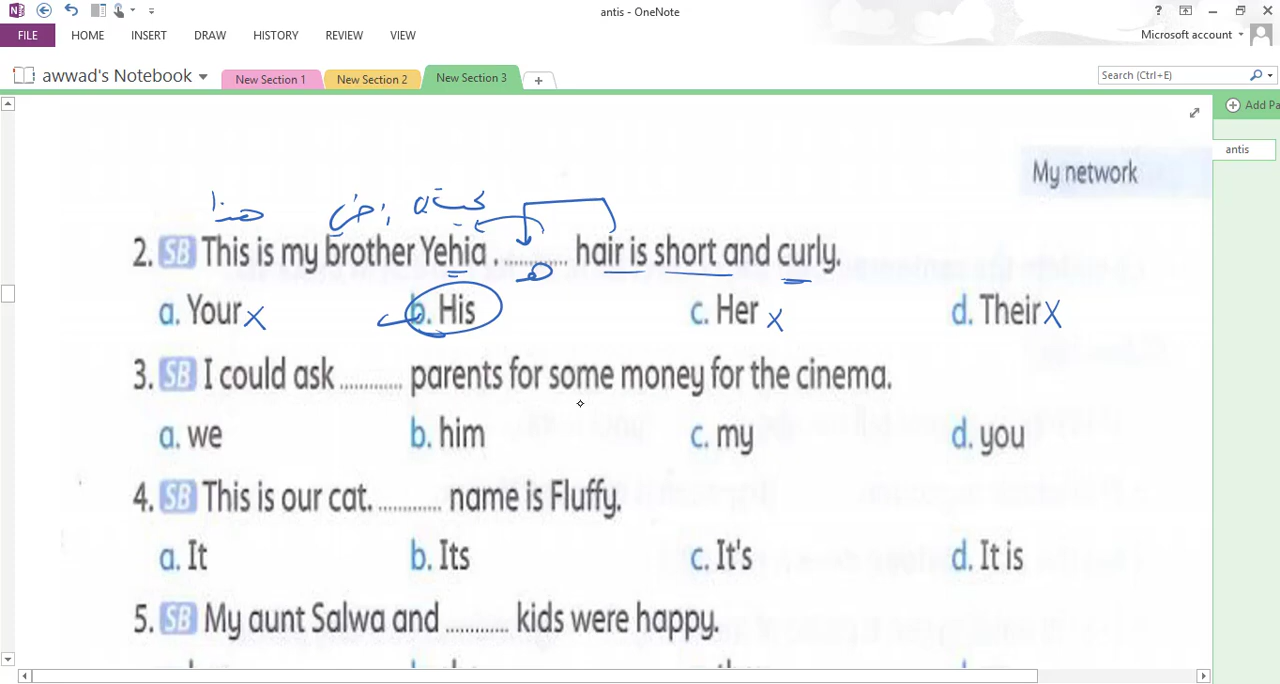 antis - OneNote
?
FILE HOME INSERT DRAW HISTORY REVIEW VIEW
Microsoft account
awwad's Notebook New Section 1 New Section 2 New Section 3 +
Search (Ctrl+E)
Add Pa
antis
My network
هذا
2. SB This is my brother Yehia . ............ hair is short and curly.
a. Your X b. His c. Her X d. Their X
3. SB I could ask ............ parents for some money for the cinema.
a. we b. him c. my d. you
4. SB This is our cat. ............ name is Fluffy.
a. It b. Its c. It's d. It is
5. SB My aunt Salwa and ............ kids were happy.